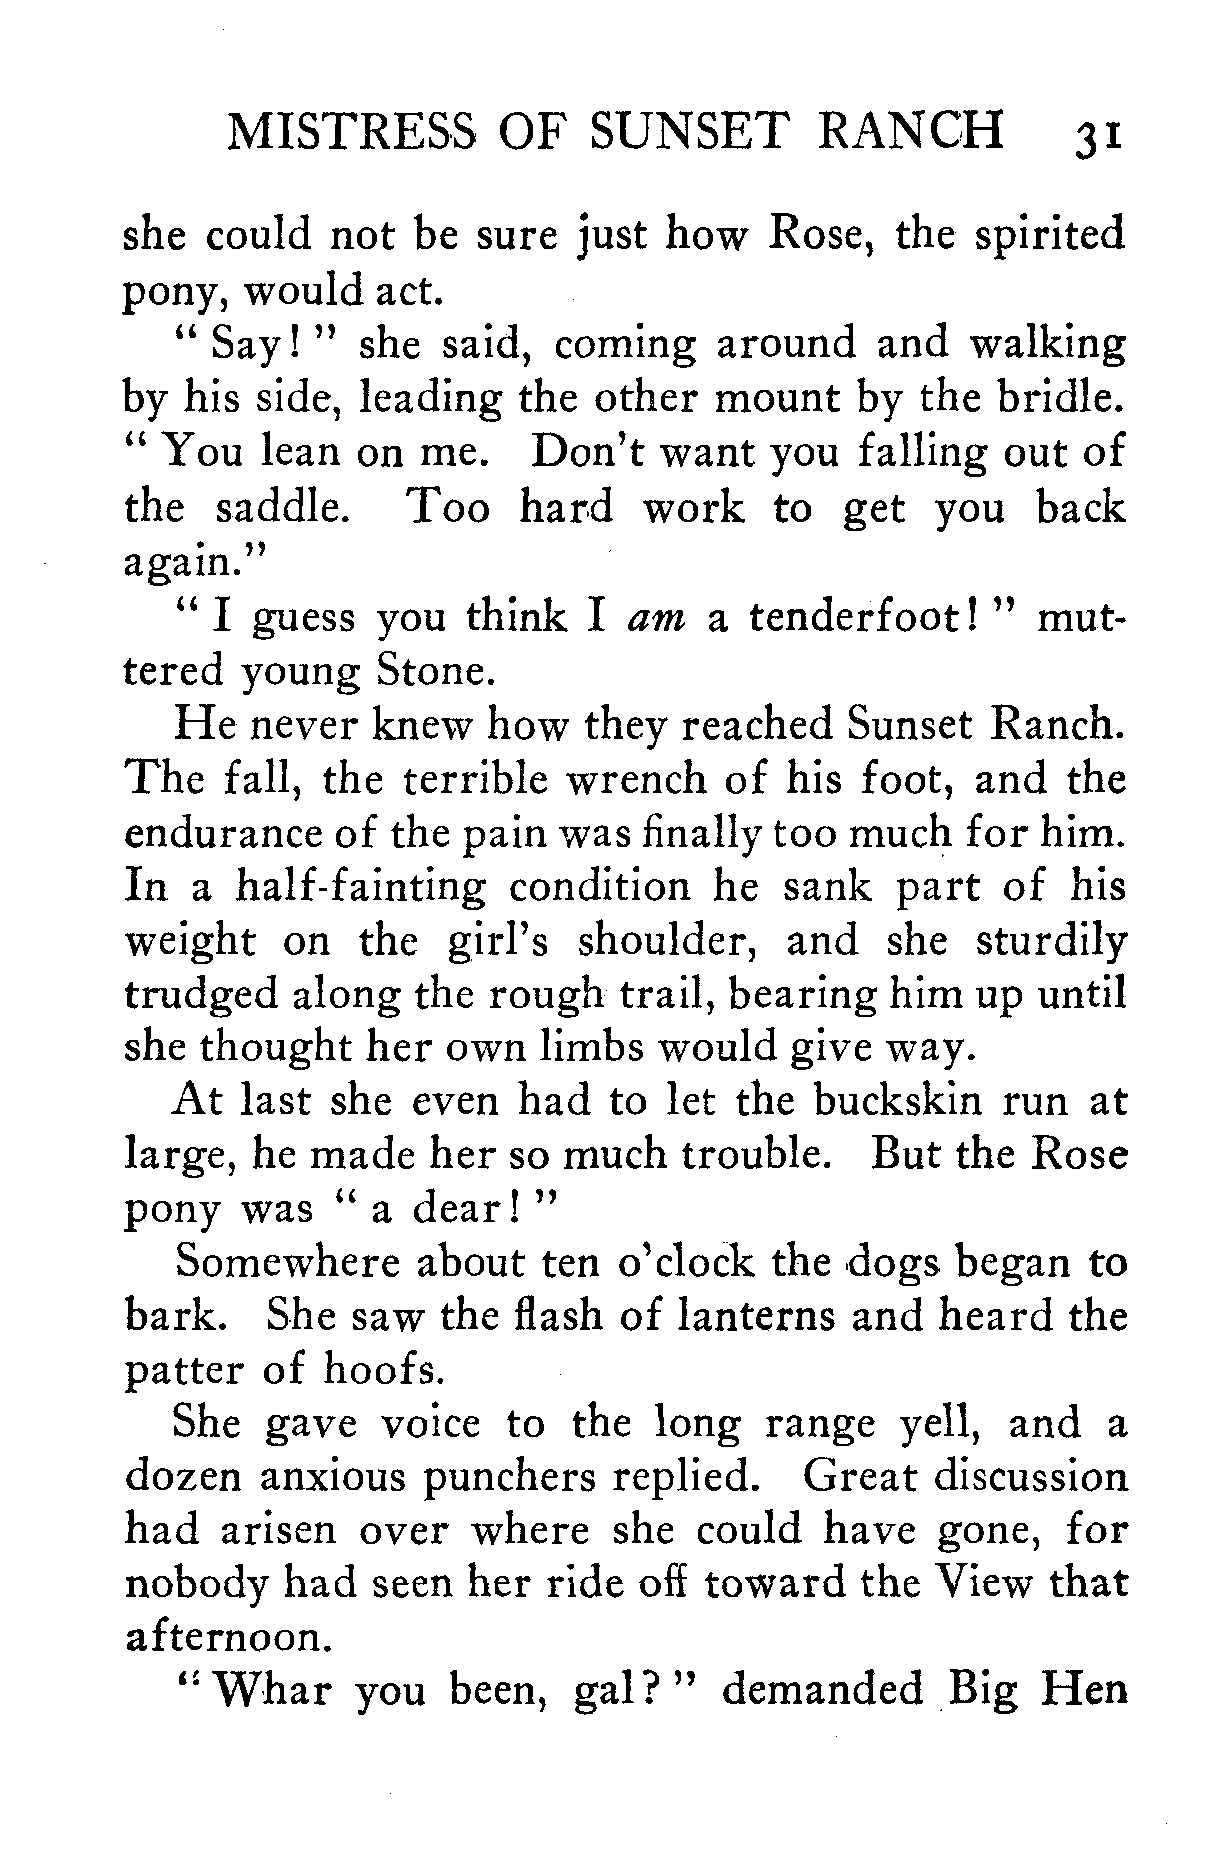 MISTRESS OF SUNSET RANCH 31
she could not be sure just how Rose, the spirited
pony, would act.
" Say! " she said, coming around and walking
by his side, leading the other mount by the bridle.
" You lean on me. Don't want you falling out of
the saddle. Too hard work to get you back
again."
" I guess you think I am a tenderfoot! " mut-
tered young Stone.
He never knew how they reached Sunset Ranch.
The fall, the terrible wrench of his foot, and the
endurance of the pain was finally too much for him.
In a half-fainting condition he sank part of his
weight on the girl's shoulder, and she sturdily
trudged along the rough trail, bearing him up until
she thought her own limbs would give way.
At last she even had to let the buckskin run at
large, he made her so much trouble. But the Rose
pony was " a dear! "
Somewhere about ten o'clock the dogs began to
bark. She saw the flash of lanterns and heard the
patter of hoofs.
She gave voice to the long range yell, and a
dozen anxious punchers replied. Great discussion
had arisen over where she could have gone, for
nobody had seen her ride off toward the View that
afternoon.
" Whar you been, gal? " demanded Big Hen